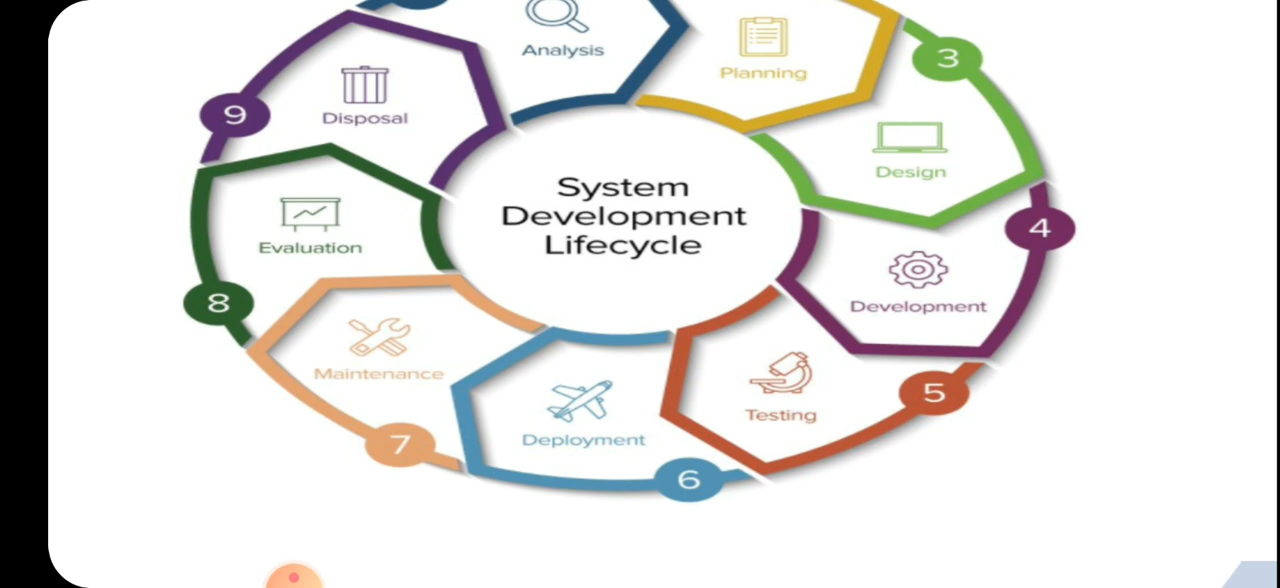 Analysis
Planning
3
Design
4
Development
5
Testing
6
Deployment
7
Maintenance
8
Evaluation
9
Disposal
System
Development
Lifecycle